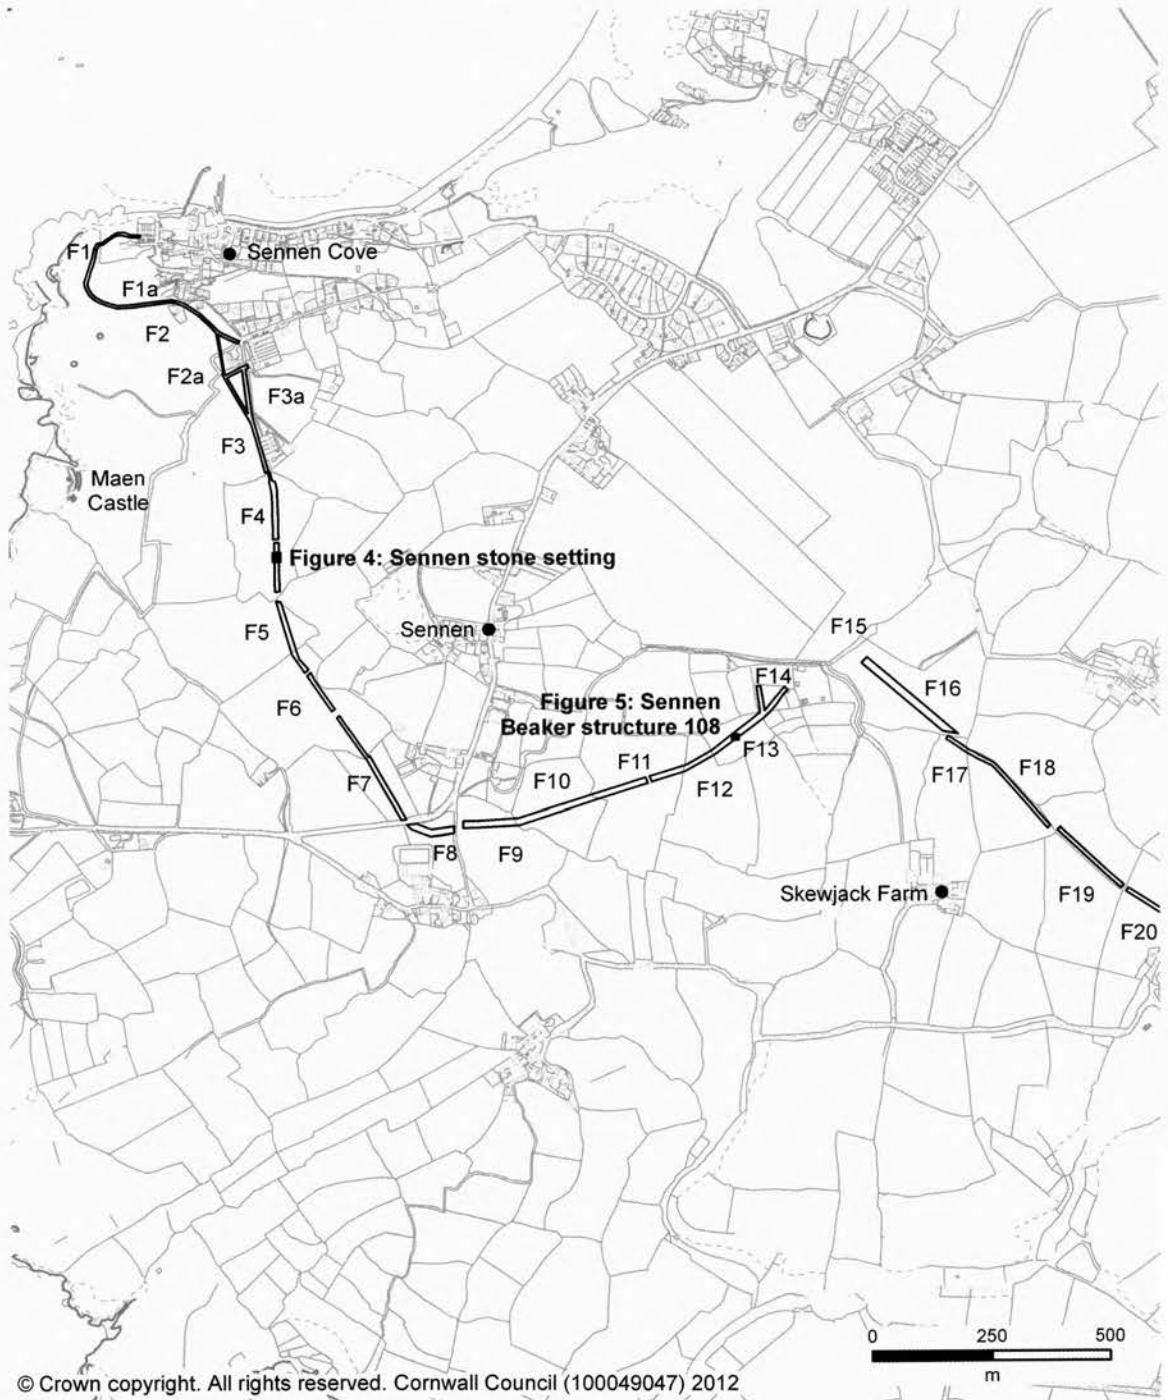 F1
Sennen Cove
F1a
F2
F2a
F3a
F3
Maen
Castle
F4
Figure 4: Sennen stone setting
F5
Sennen
F15
F6
F14
F16
Figure 5: Sennen
Beaker structure 108
F13
F7
F10
F11
F12
F17
F18
F8
F9
Skewjack Farm
F19
F20
0 250 500
m
© Crown copyright. All rights reserved. Cornwall Council (100049047) 2012